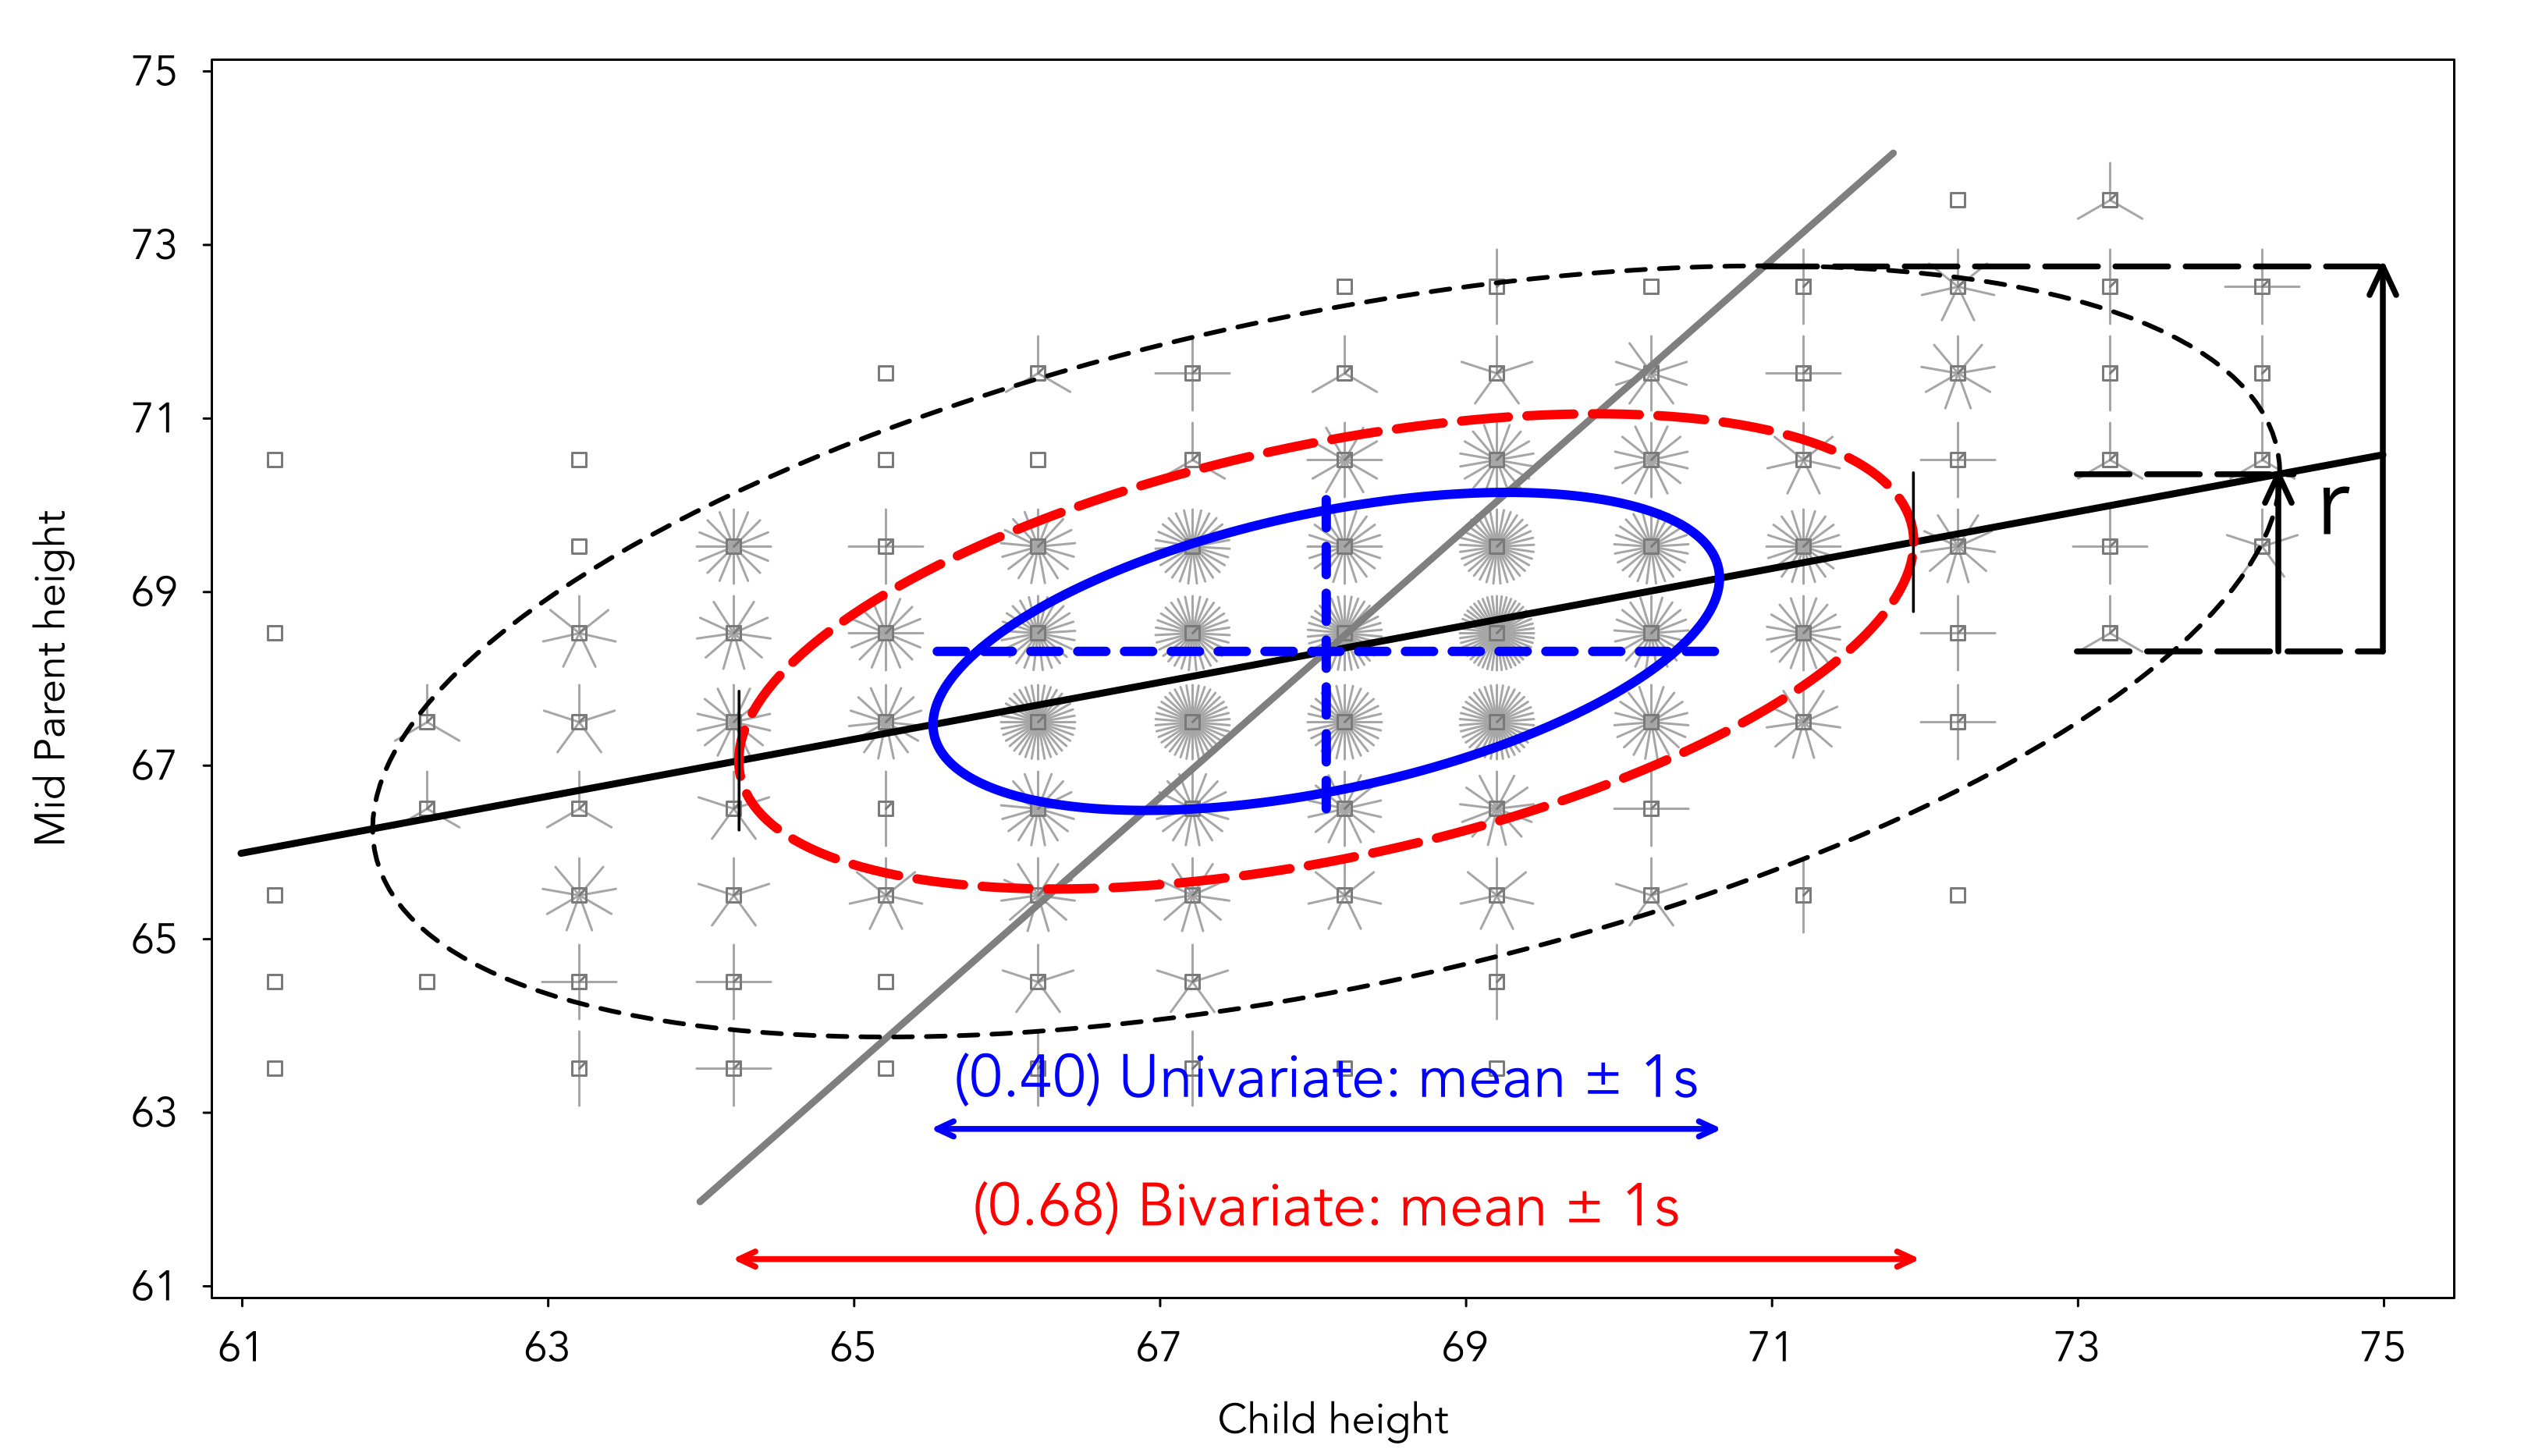 75
73
71
69
67
65
63
61
Mid Parent height
r
(0.40) Univariate: mean ± 1s
(0.68) Bivariate: mean ± 1s
61 63 65 67 69 71 73 75
Child height